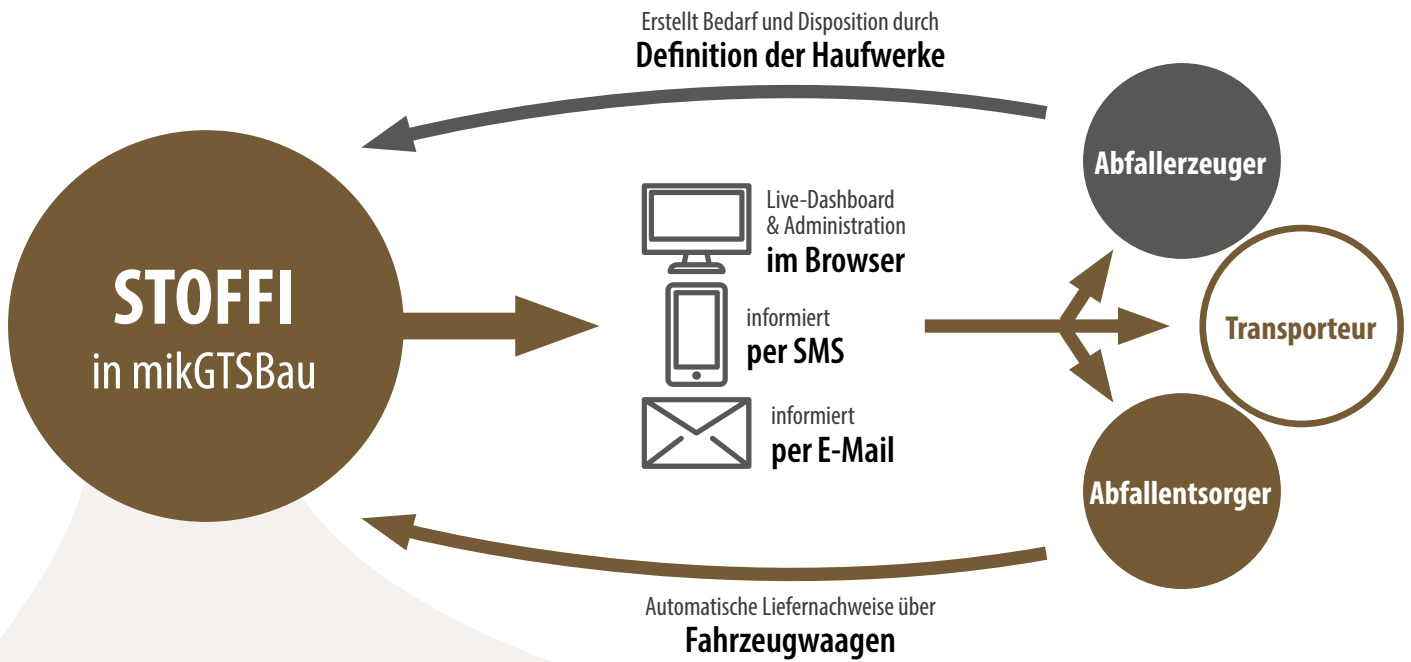 Erstellt Bedarf und Disposition durch
Definition der Haufwerke
Abfallerzeuger
STOFFI
in mikGTSBau
Live-Dashboard
& Administration
im Browser
informiert
per SMS
informiert
per E-Mail
Transporteur
Abfallentsorger
Automatische Liefernachweise über
Fahrzeugwaagen